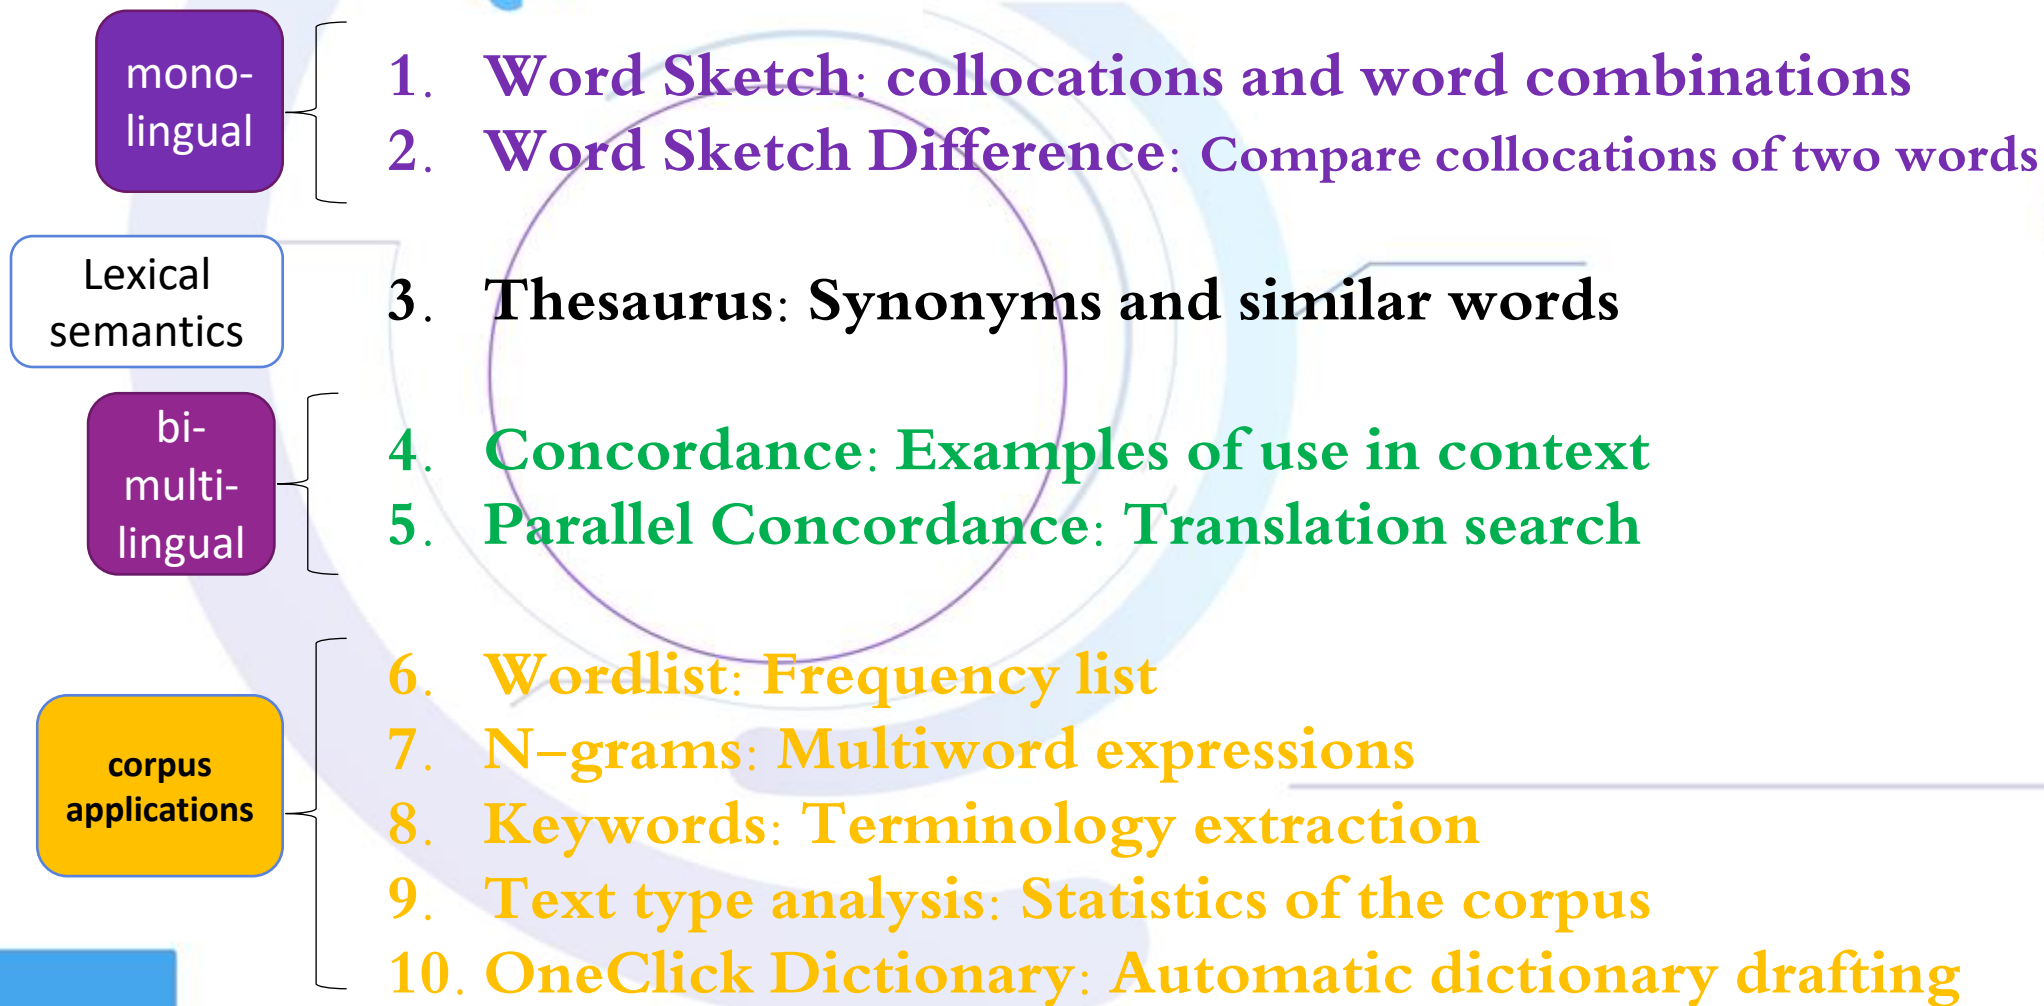 mono-
lingual
1. Word Sketch: collocations and word combinations
2. Word Sketch Difference: Compare collocations of two words
Lexical
semantics
3. Thesaurus: Synonyms and similar words
bi-
multi-
lingual
4. Concordance: Examples of use in context
5. Parallel Concordance: Translation search
corpus
applications
6. Wordlist: Frequency list
7. N-grams: Multiword expressions
8. Keywords: Terminology extraction
9. Text type analysis: Statistics of the corpus
10. OneClick Dictionary: Automatic dictionary drafting